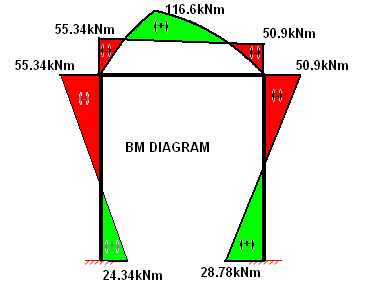 116.6kNm
55.34kNm
50.9kNm
(+)
55.34kNm
50.9kNm
BM DIAGRAM
(+)
24.34kNm
28.78kNm